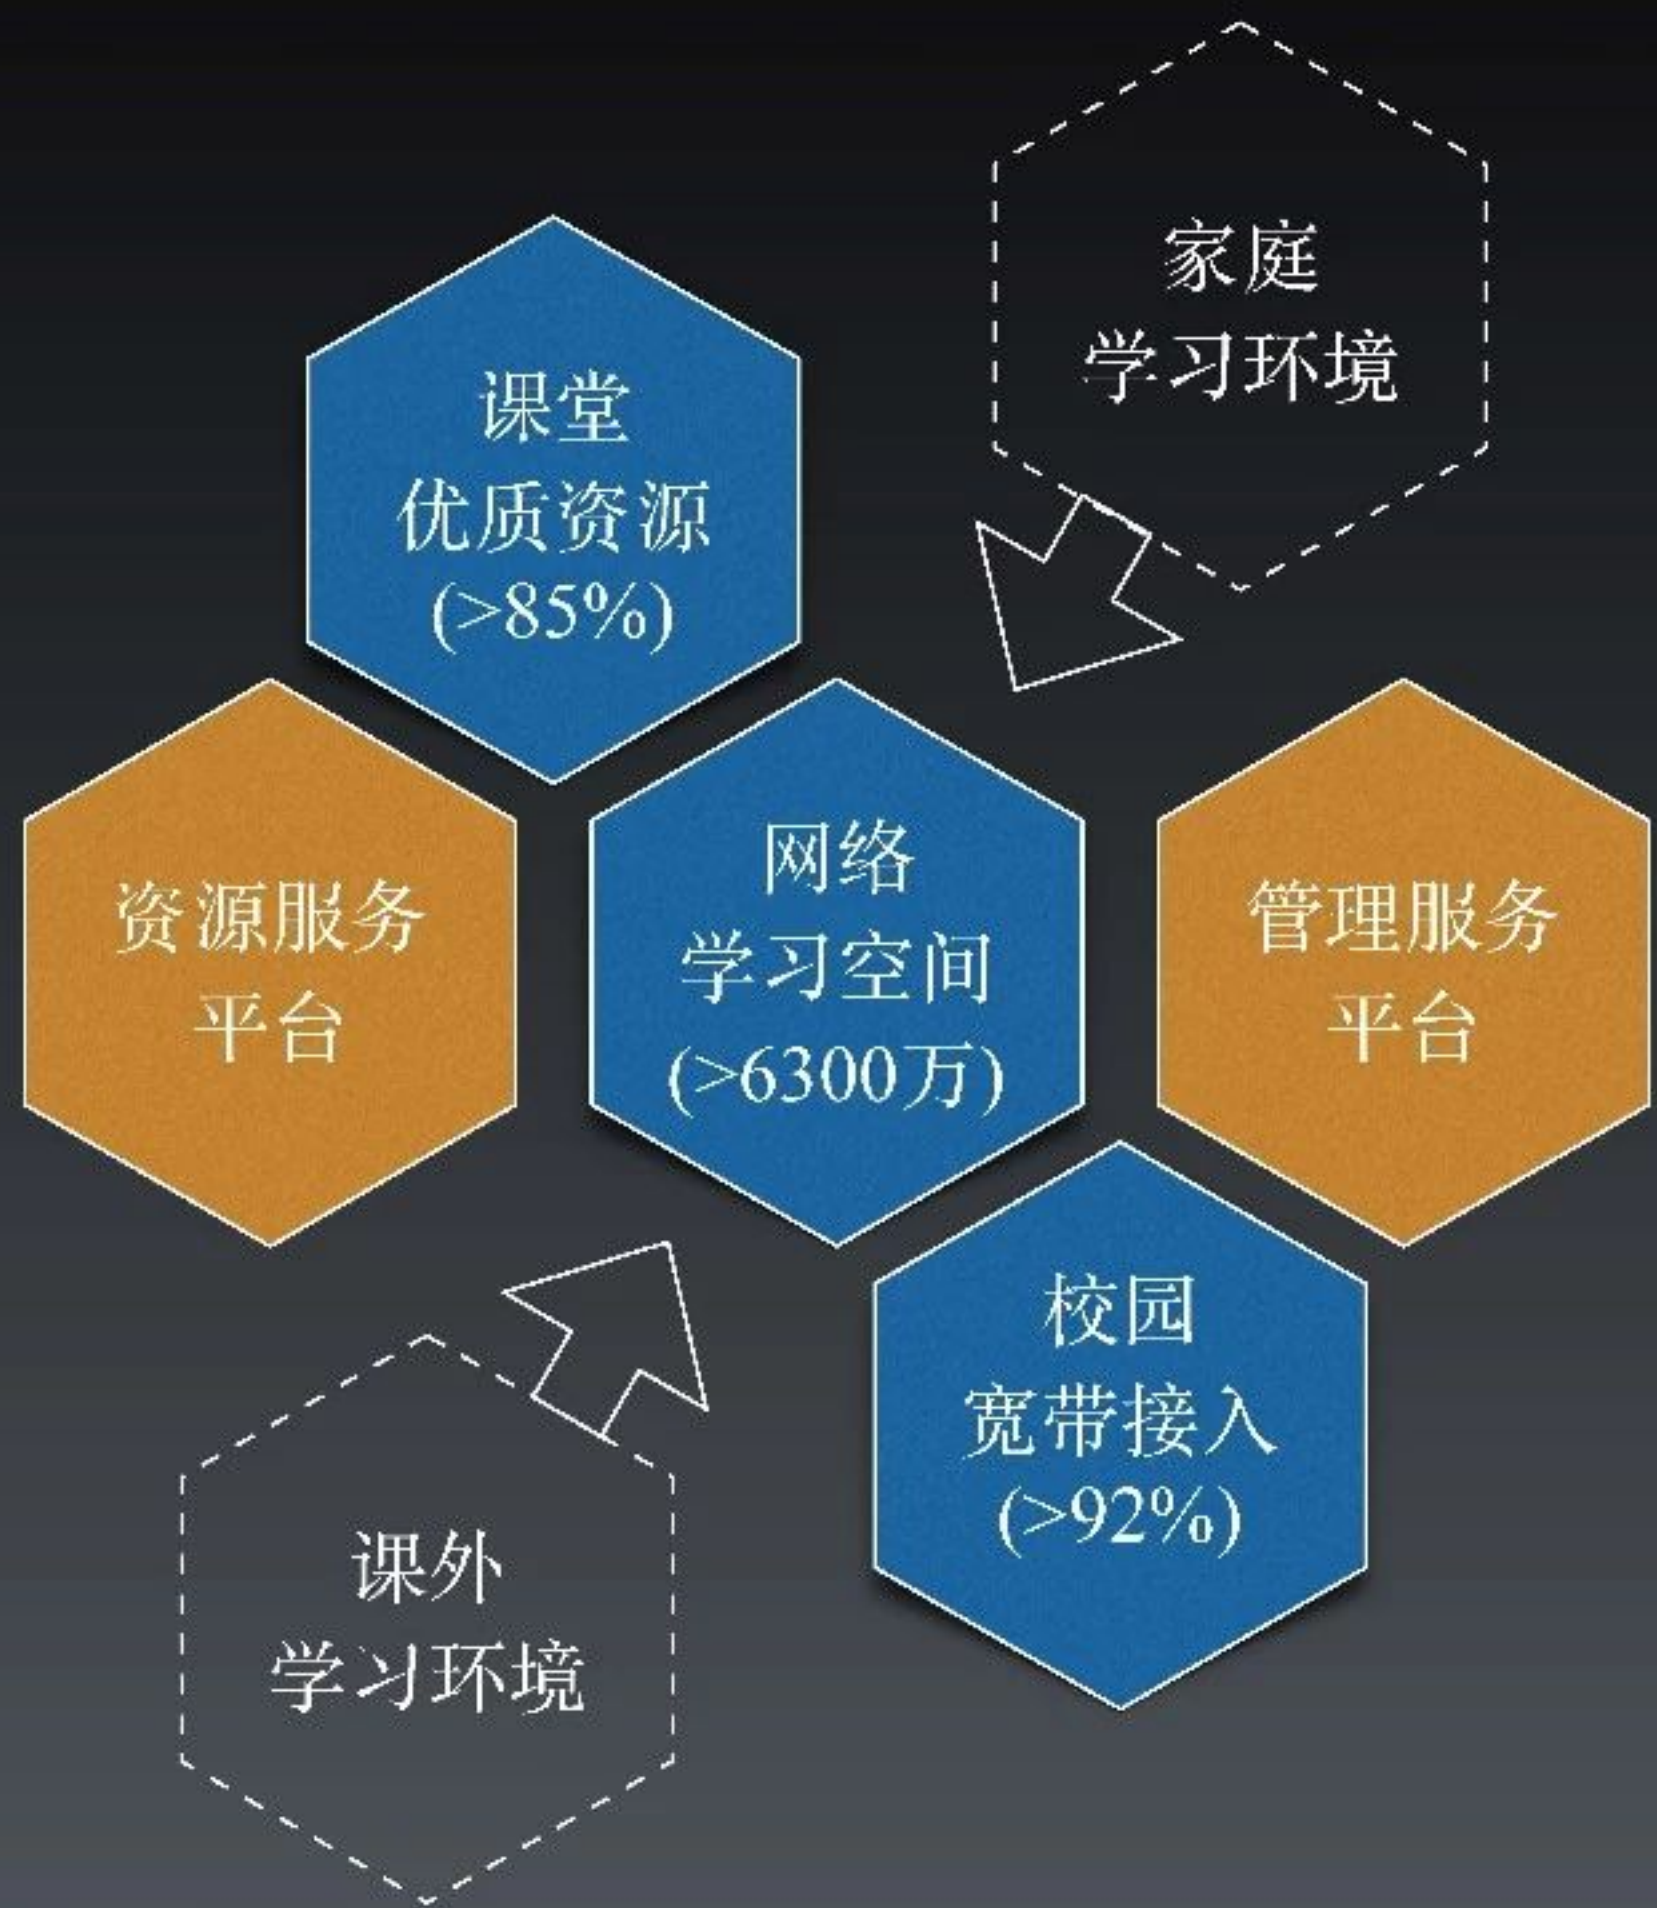 家庭
学习环境
课堂
优质资源
(>85%)
资源服务
平台
网络
学习空间
(>6300万)
管理服务
平台
校园
宽带接入
(>92%)
课外
学习环境